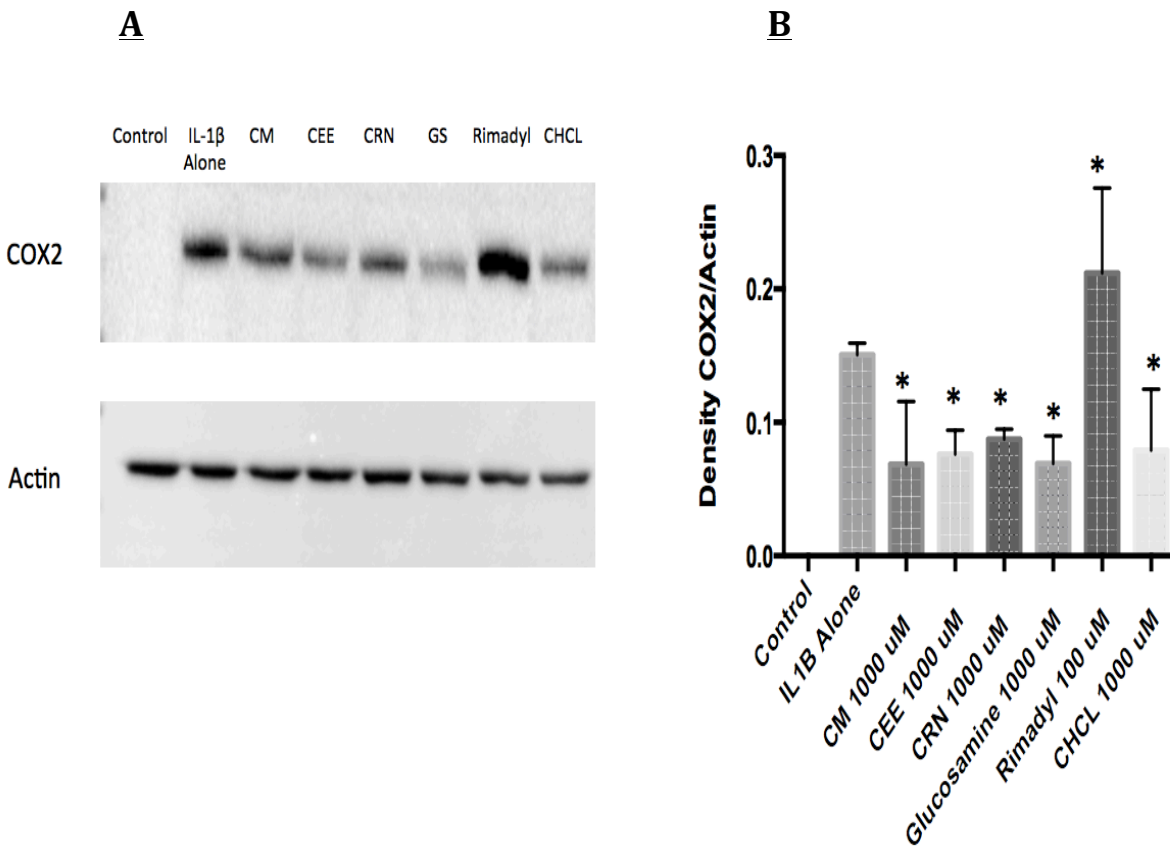 A
Control IL-1β CM CEE CRN GS Rimadyl CHCL
Alone
COX2
Actin
B
Density COX2/Actin
0.3
0.2
0.1
0.0
*
*
*
*
*
*
Control
IL1B Alone
CM 1000 uM
CEE 1000 uM
CRN 1000 uM
Glucosamine 1000 uM
Rimadyl 100 uM
CHCL 1000 uM